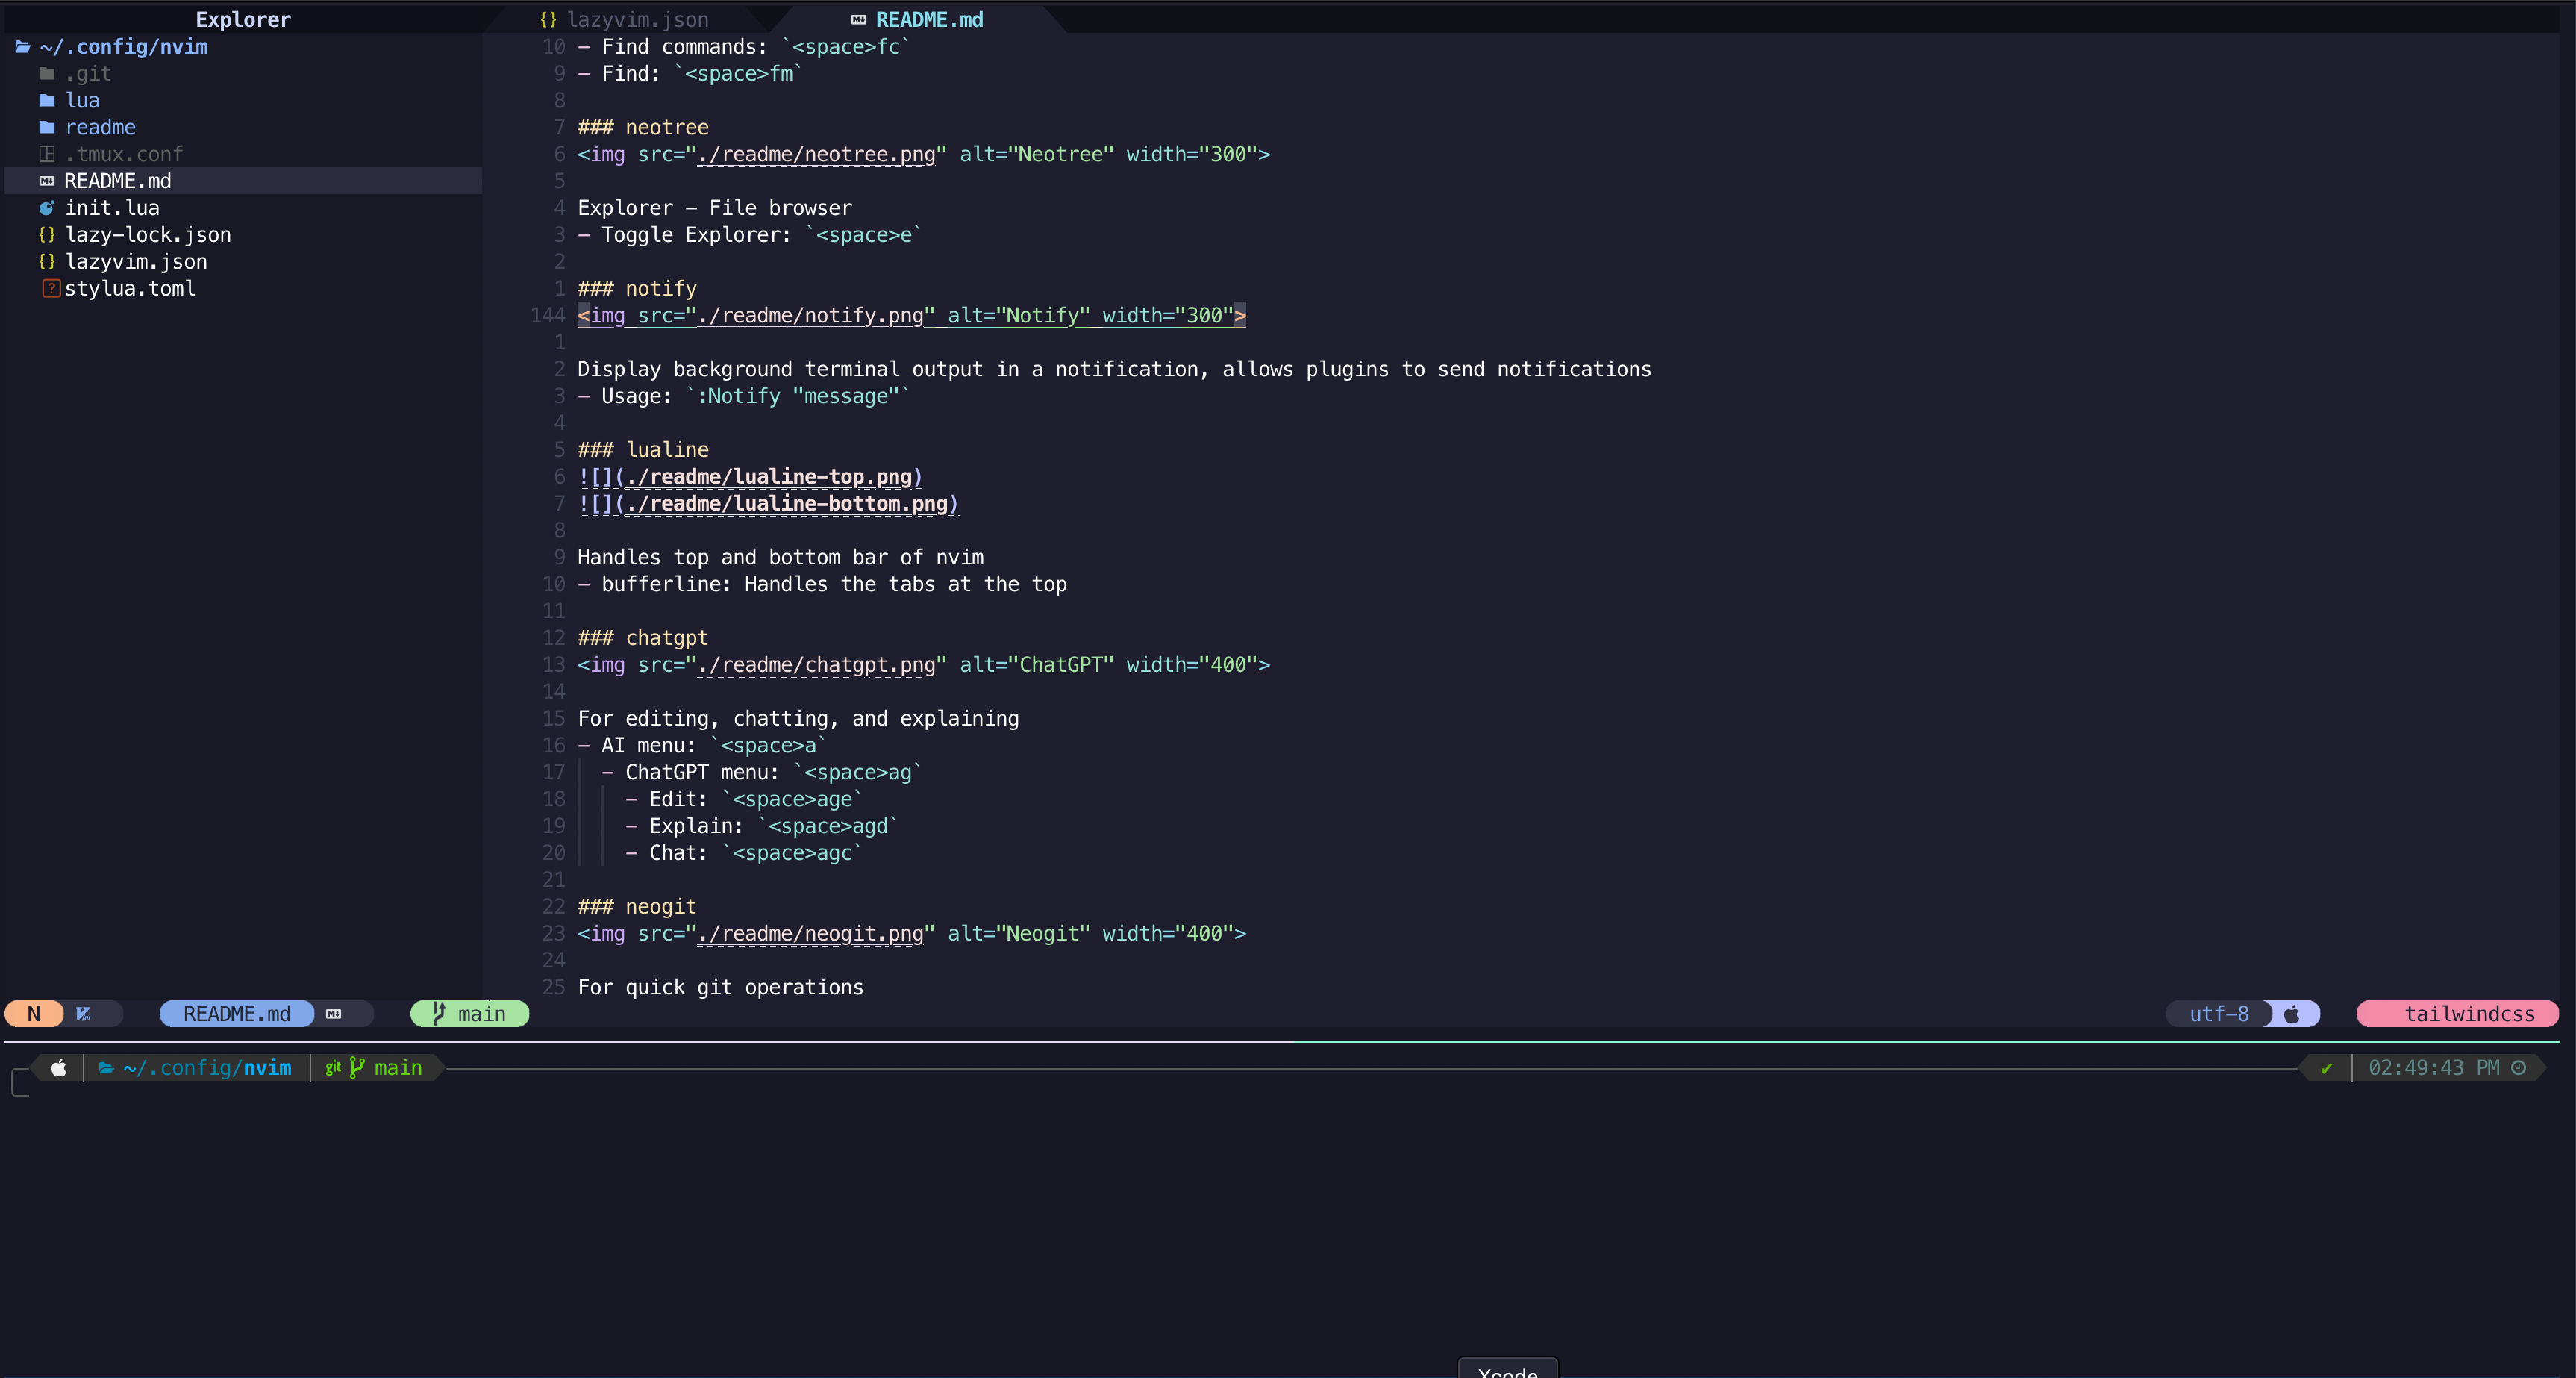 Explorer
~/.config/nvim
.git
lua
readme
.tmux.conf
README.md
init.lua
{} lazy-lock.json
{} lazyvim.json
stylua.toml
{} lazyvim.json
README.md
10 - Find commands: `<space>fc`
9 - Find: `<space>fm`
8
7 ### neotree
6 <img src="./readme/neotree.png" alt="Neotree" width="300">
5
4 Explorer - File browser
3 - Toggle Explorer: `<space>e`
2
1 ### notify
144 <img src="./readme/notify.png" alt="Notify" width="300">
1
2 Display background terminal output in a notification, allows plugins to send notifications
3 - Usage: `:Notify "message"`
4
5 ### lualine
6 ![](./readme/lualine-top.png)
7 ![](./readme/lualine-bottom.png)
8
9 Handles top and bottom bar of nvim
10 - bufferline: Handles the tabs at the top
11
12 ### chatgpt
13 <img src="./readme/chatgpt.png" alt="ChatGPT" width="400">
14
15 For editing, chatting, and explaining
16 - AI menu: `<space>a`
17 - ChatGPT menu: `<space>ag`
18 - Edit: `<space>age`
19 - Explain: `<space>agd`
20 - Chat: `<space>agc`
21
22 ### neogit
23 <img src="./readme/neogit.png" alt="Neogit" width="400">
24
25 For quick git operations
N README.md main utf-8 tailwindcss
~/.config/nvim git main ✔ 02:49:43 PM
Xcode